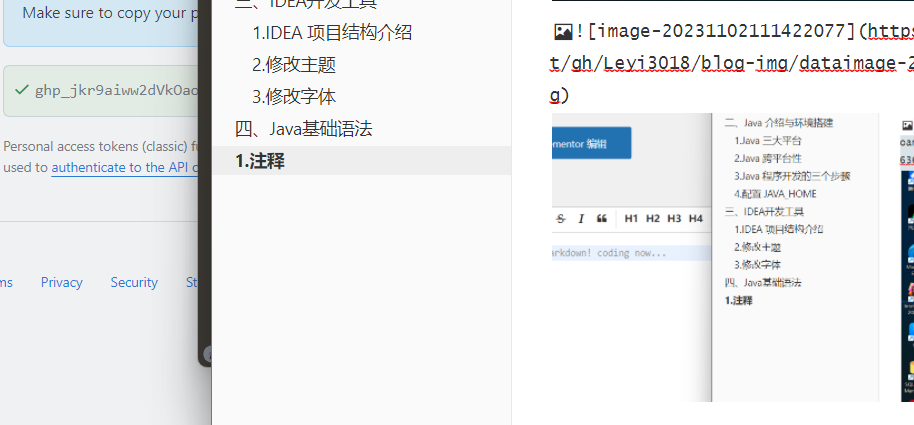 Make sure to copy your p
ghp_jkr9aiww2dVkOao
Personal access tokens (classic) f
used to authenticate to the API
ms Privacy Security St
三、IDEA开发工具
1.IDEA 项目结构介绍
2.修改主题
3.修改字体
四、Java基础语法
1.注释
![image-20231102111422077](https
t/gh/Leyi3018/blog-img/dataimage-2
g)
ementor 编辑
S I ❝ H1 H2 H3 H4
arkdown! coding now...
二、Java 介绍与环境搭建
1.Java 三大平台
2.Java 跨平台性
3.Java 程序开发的三个步骤
4.配置 JAVA_HOME
三、IDEA开发工具
1.IDEA 项目结构介绍
2.修改主题
3.修改字体
四、Java基础语法
1.注释